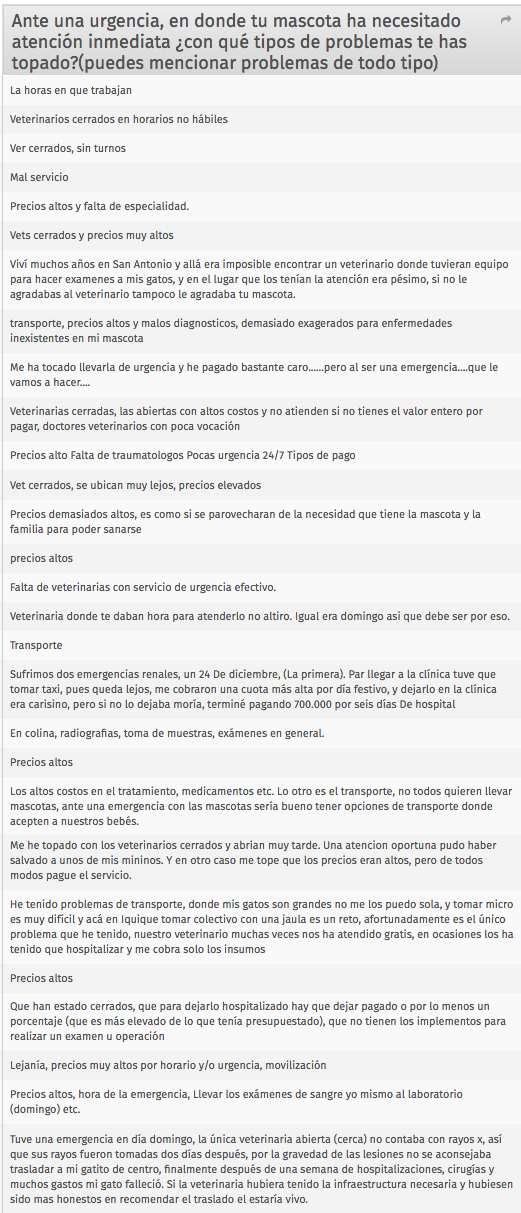 Ante una urgencia, en donde tu mascota ha necesitado
atención inmediata ¿con qué tipos de problemas te has
topado?(puedes mencionar problemas de todo tipo)
La horas en que trabajan
Veterinarios cerrados en horarios no hábiles
Ver cerrados, sin turnos
Mal servicio
Precios altos y falta de especialidad.
Vets cerrados y precios muy altos
Viví muchos años en San Antonio y allá era imposible encontrar un veterinario donde tuvieran equipo
para hacer examenes a mis gatos, y en el lugar que los tenían la atención era pésimo, si no le
agradabas al veterinario tampoco le agradaba tu mascota.
transporte, precios altos y malos diagnosticos, demasiado exagerados para enfermedades
inexistentes en mi mascota
Me ha tocado llevarla de urgencia y he pagado bastante caro......pero al ser una emergencia....que le
vamos a hacer....
Veterinarias cerradas, las abiertas con altos costos y no atienden si no tienes el valor entero por
pagar, doctores veterinarios con poca vocación
Precios alto Falta de traumatologos Pocas urgencia 24/7 Tipos de pago
Vet cerrados, se ubican muy lejos, precios elevados
Precios demasiados altos, es como si se parovecharan de la necesidad que tiene la mascota y la
familia para poder sanarse
precios altos
Falta de veterinarias con servicio de urgencia efectivo.
Veterinaria donde te daban hora para atenderlo no altiro. Igual era domingo asi que debe ser por eso.
Transporte
Sufrimos dos emergencias renales, un 24 De diciembre, (La primera). Par llegar a la clínica tuve que
tomar taxi, pues queda lejos, me cobraron una cuota más alta por día festivo, y dejarlo en la clínica
era carisino, pero si no lo dejaba moría, terminé pagando 700.000 por seis días De hospital
En colina, radiografias, toma de muestras, exámenes en general.
Precios altos
Los altos costos en el tratamiento, medicamentos etc. Lo otro es el transporte, no todos quieren llevar
mascotas, ante una emergencia con las mascotas sería bueno tener opciones de transporte donde
acepten a nuestros bebés.
Me he topado con los veterinarios cerrados y abrian muy tarde. Una atencion oportuna pudo haber
salvado a unos de mis mininos. Y en otro caso me tope que los precios eran altos, pero de todos
modos pague el servicio.
He tenido problemas de transporte, donde mis gatos son grandes no me los puedo sola, y tomar micro
es muy difícil y acá en Iquique tomar colectivo con una jaula es un reto, afortunadamente es el único
problema que he tenido, nuestro veterinario muchas veces nos ha atendido gratis, en ocasiones los ha
tenido que hospitalizar y me cobra solo los insumos
Precios altos
Que han estado cerrados, que para dejarlo hospitalizado hay que dejar pagado o por lo menos un
porcentaje (que es más elevado de lo que tenía presupuestado), que no tienen los implementos para
realizar un examen u operación
Lejanía, precios muy altos por horario y/o urgencia, movilización
Precios altos, hora de la emergencia, Llevar los exámenes de sangre yo mismo al laboratorio
(domingo) etc.
Tuve una emergencia en día domingo, la única veterinaria abierta (cerca) no contaba con rayos x, así
que sus rayos fueron tomadas dos días después, por la gravedad de las lesiones no se aconsejaba
trasladar a mi gatito de centro, finalmente después de una semana de hospitalizaciones, cirugías y
muchos gastos mi gato falleció. Si la veterinaria hubiera tenido la infraestructura necesaria y hubiesen
sido mas honestos en recomendar el traslado el estaría vivo.